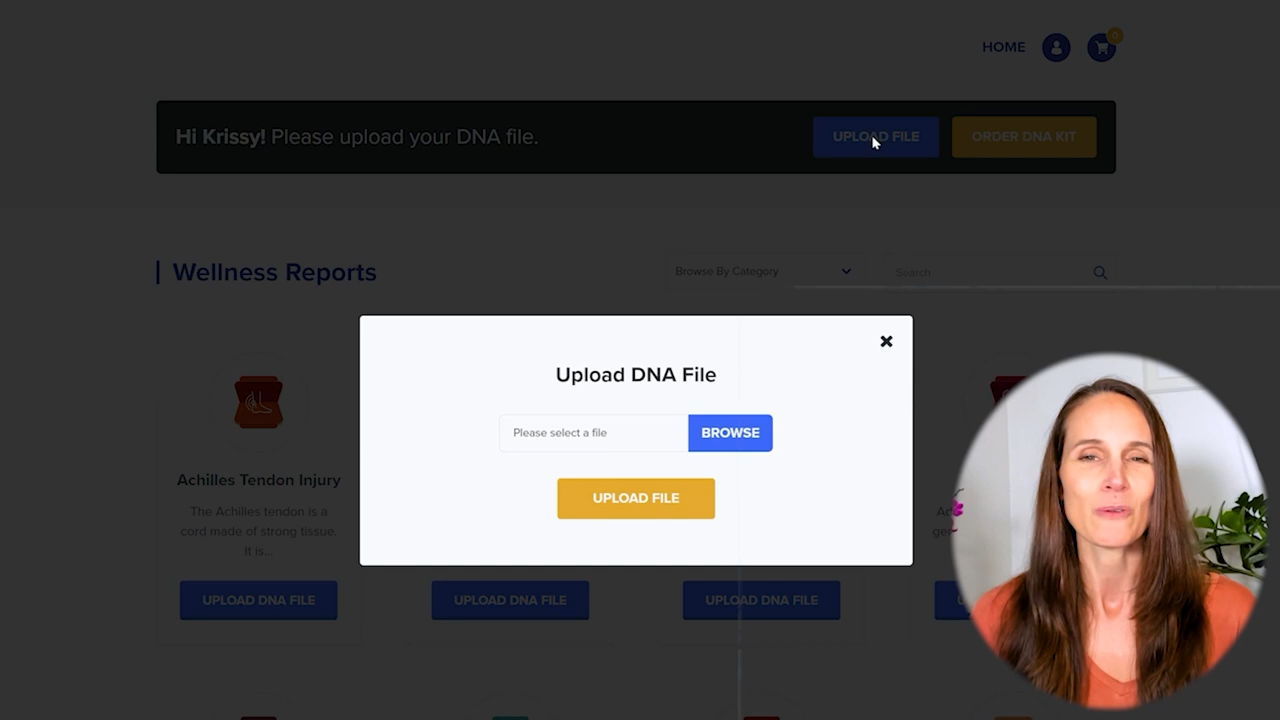 HOME
0
Hi Krissy! Please upload your DNA file.
UPLOAD FILE
ORDER DNA KIT
Wellness Reports
Browse By Category
Search
Upload DNA File
Please select a file
BROWSE
UPLOAD FILE
Achilles Tendon Injury
The Achilles tendon is a
cord made of strong tissue.
It is...
UPLOAD DNA FILE
UPLOAD DNA FILE
UPLOAD DNA FILE